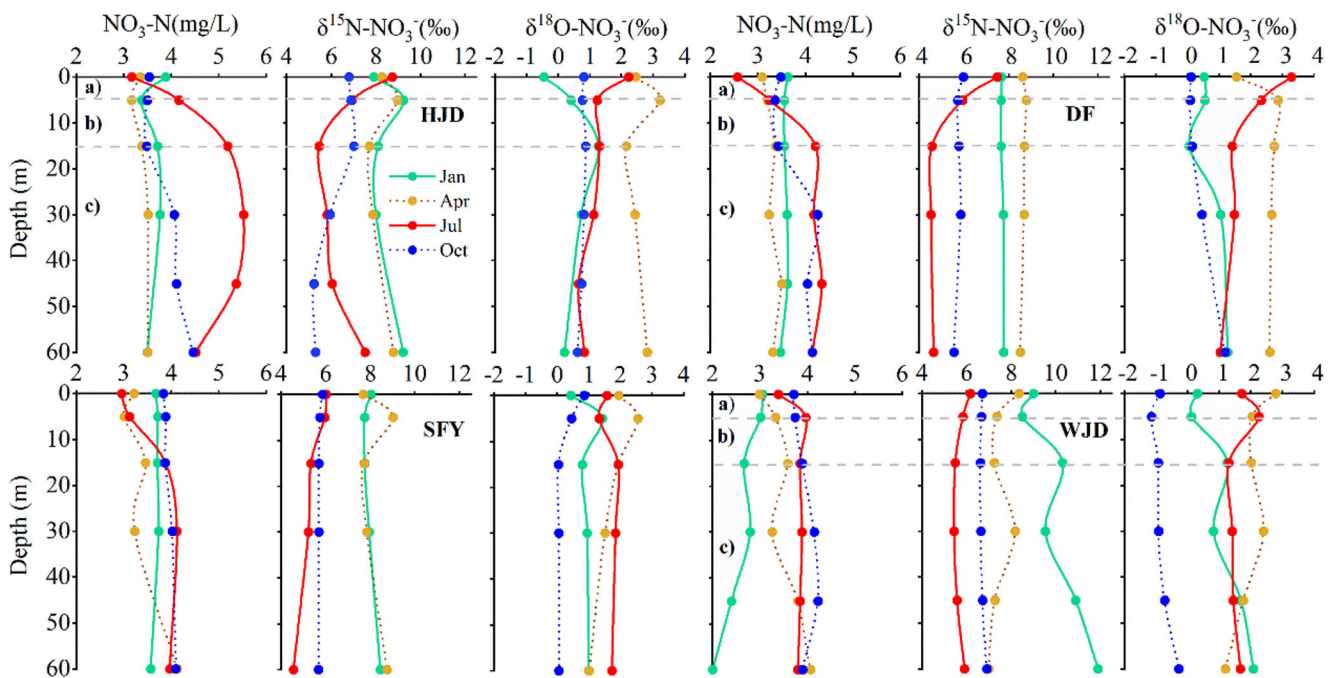 NO₃-N(mg/L) δ¹⁵N-NO₃⁻(‰) δ¹⁸O-NO₃⁻(‰) NO₃-N(mg/L) δ¹⁵N-NO₃⁻(‰) δ¹⁸O-NO₃⁻(‰)
2 3 4 5 6 4 6 8 10 12 -2 -1 0 1 2 3 4 2 3 4 5 6 4 6 8 10 12 -2 -1 0 1 2 3 4
0
a) HJD a) DF
10 b) b)
20 Jan
Apr
30 c) Jul c)
Oct
40
50
60
Depth (m)
2 3 4 5 6 4 6 8 10 12 -2 -1 0 1 2 3 4 2 3 4 5 6 4 6 8 10 12 -2 -1 0 1 2 3 4
0
SFY a) WJD
10 b)
20
30 c)
40
50
60
Depth (m)